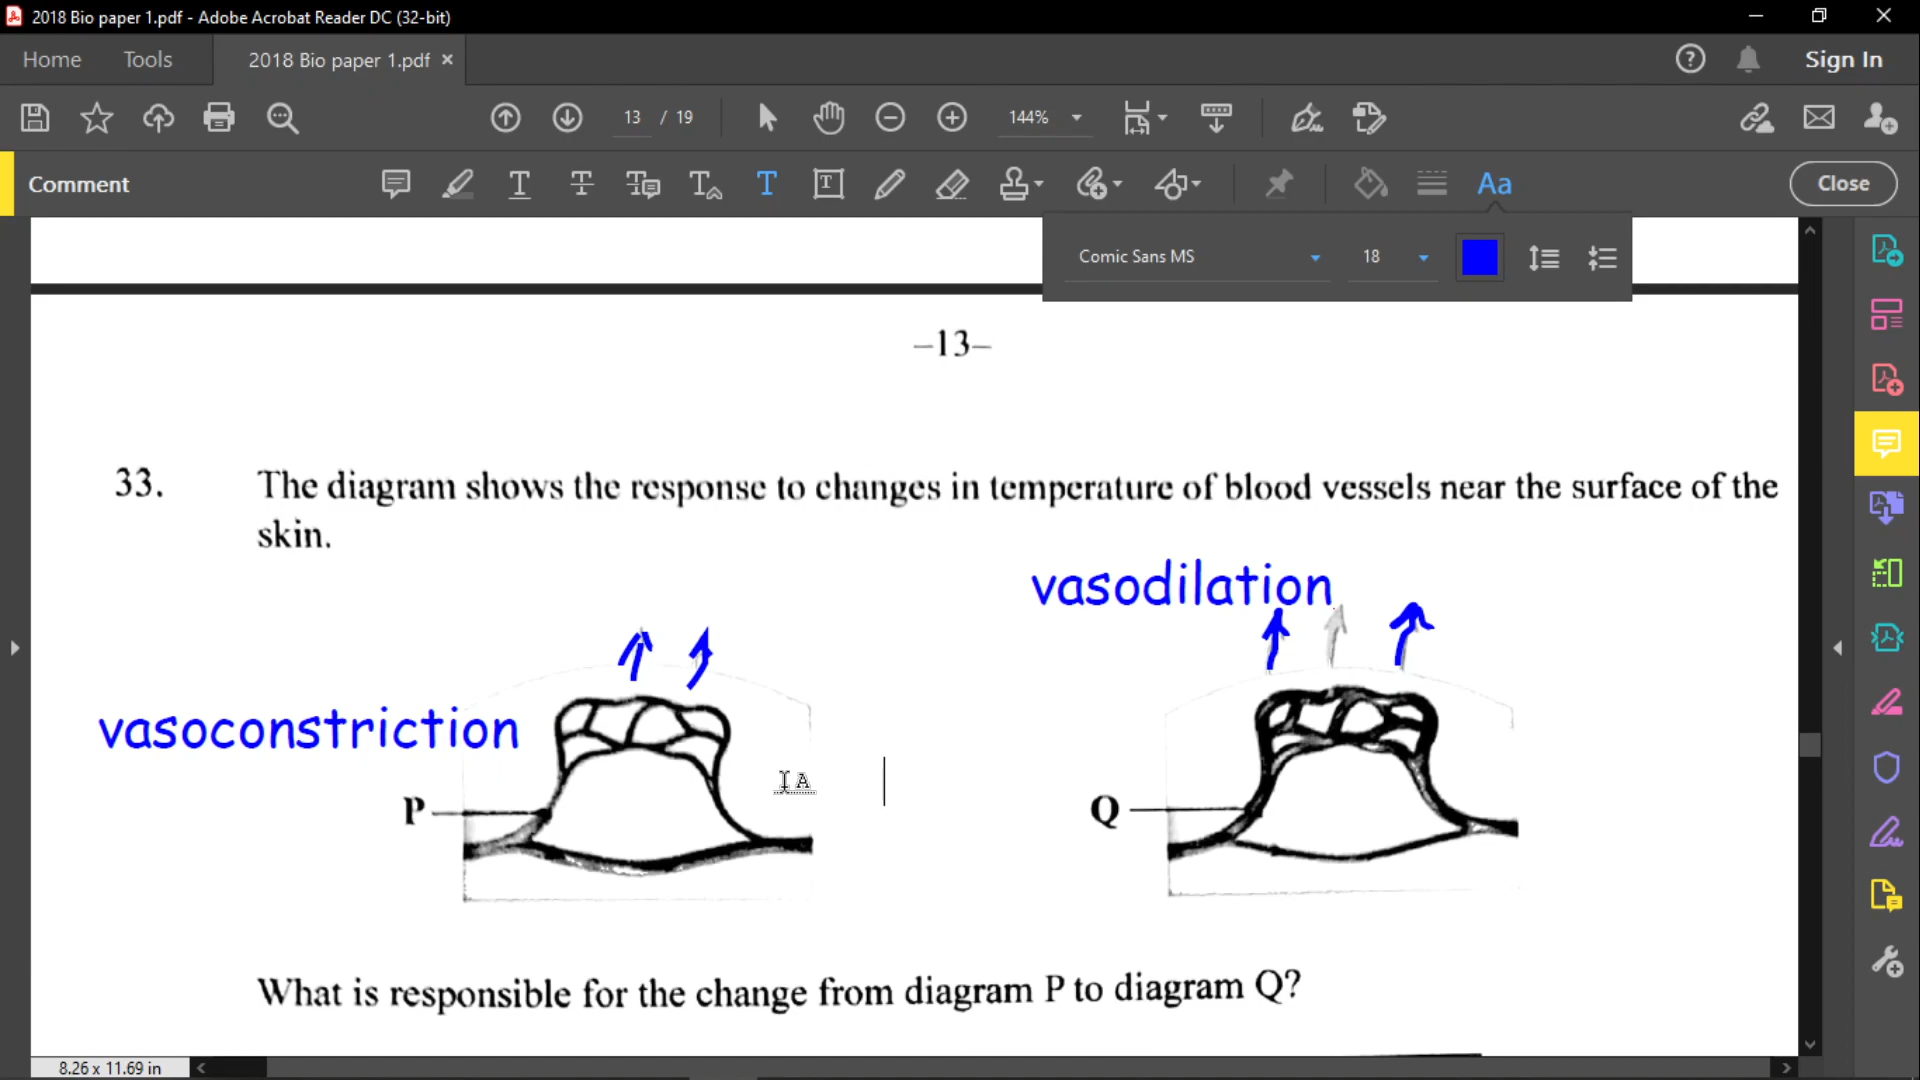 2018 Bio paper 1.pdf - Adobe Acrobat Reader DC (32-bit)
Home
Tools
2018 Bio paper 1.pdf ×
Sign In
13 / 19
144%
Comment
Close
Comic Sans MS
18
–13–
33. The diagram shows the response to changes in temperature of blood vessels near the surface of the
skin.
vasodilation
vasoconstriction
P
Q
What is responsible for the change from diagram P to diagram Q?
8.26 x 11.69 in